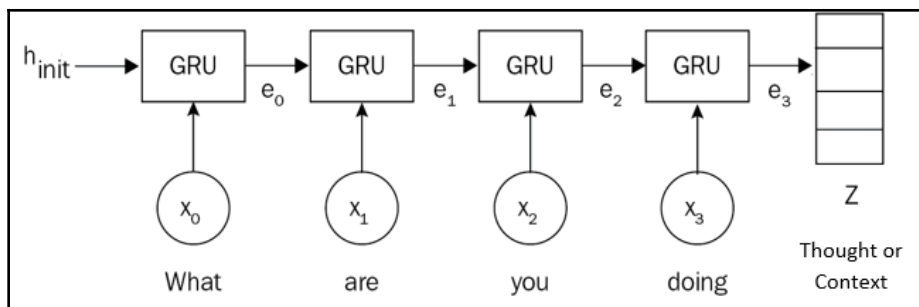 h_init GRU GRU GRU GRU
e_0 e_1 e_2 e_3
x_0 x_1 x_2 x_3 Z
What are you doing
Thought or
Context